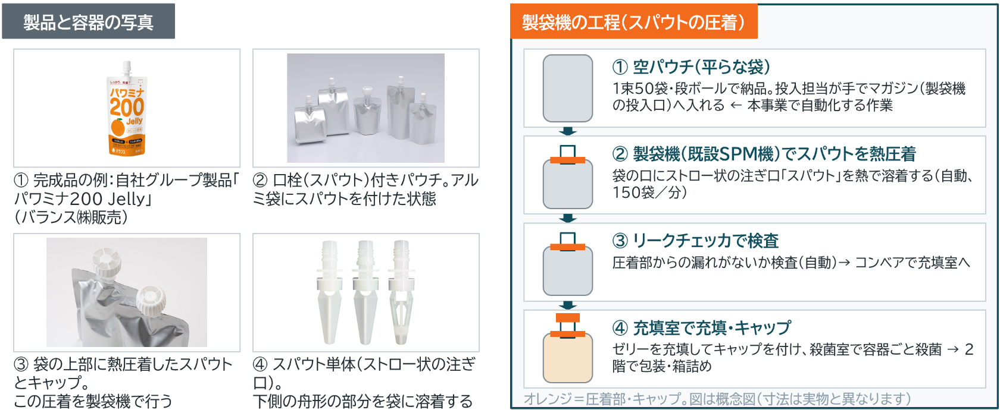 製品と容器の写真
しっかり、栄養！
パワミナ
200
Jelly
バランス
① 完成品の例：自社グループ製品「
パワミナ200 Jelly」
（バランス㈱販売）
② 口栓（スパウト）付きパウチ。アル
ミ袋にスパウトを付けた状態
③ 袋の上部に熱圧着したスパウト
とキャップ。
この圧着を製袋機で行う
④ スパウト単体（ストロー状の注ぎ
口）。
下側の舟形の部分を袋に溶着する
製袋機の工程（スパウトの圧着）
① 空パウチ（平らな袋）
1束50袋・段ボールで納品。投入担当が手でマガジン（製袋機
の投入口）へ入れる ← 本事業で自動化する作業
② 製袋機（既設SPM機）でスパウトを熱圧着
袋の口にストロー状の注ぎ口「スパウト」を熱で溶着する（自動、
150袋／分）
③ リークチェッカで検査
圧着部からの漏れがないか検査（自動）→ コンベアで充填室へ
④ 充填室で充填・キャップ
ゼリーを充填してキャップを付け、殺菌室で容器ごと殺菌 → 2
階で包装・箱詰め
オレンジ＝圧着部・キャップ。図は概念図（寸法は実物と異なります）